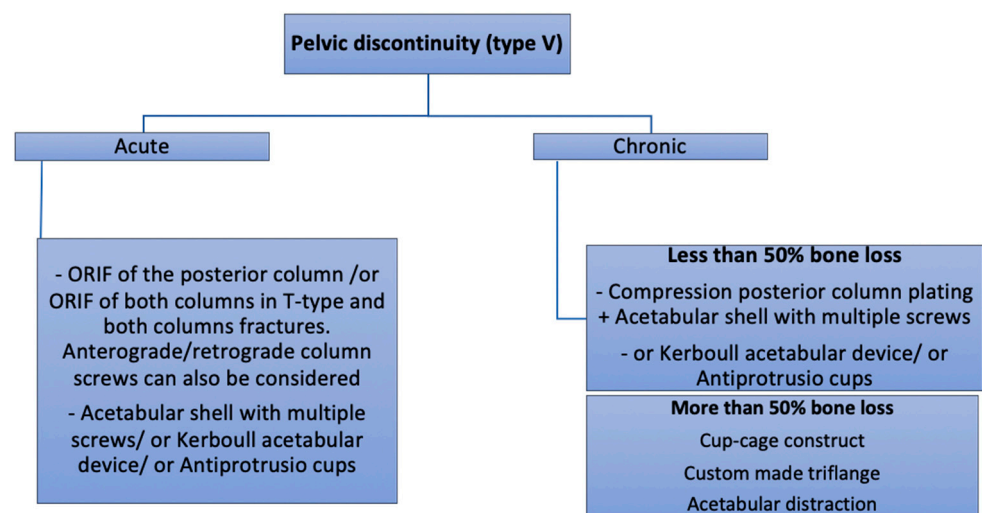 Pelvic discontinuity (type V)
Acute
Chronic
- ORIF of the posterior column /or
ORIF of both columns in T-type and
both columns fractures.
Anterograde/retrograde column
screws can also be considered
- Acetabular shell with multiple
screws/ or Kerboull acetabular
device/ or Antiprotrusio cups
Less than 50% bone loss
- Compression posterior column plating
+ Acetabular shell with multiple screws
- or Kerboull acetabular device/ or
Antiprotrusio cups
More than 50% bone loss
Cup-cage construct
Custom made triflange
Acetabular distraction